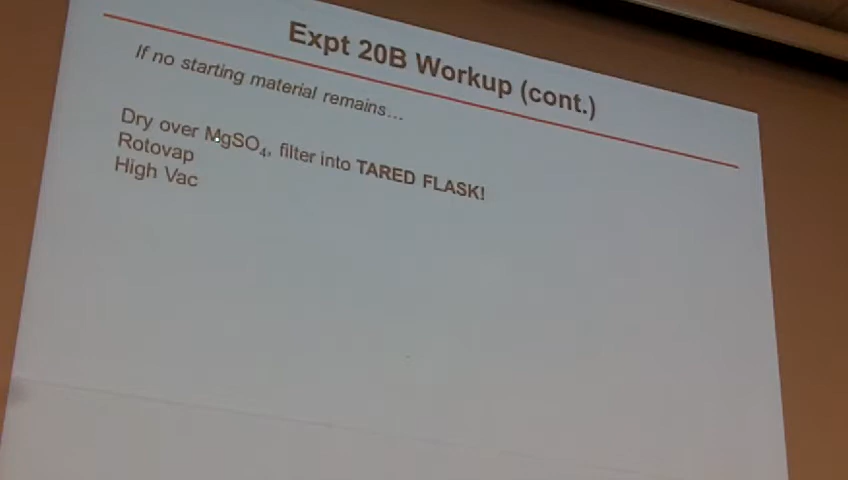 Expt 20B Workup (cont.)
If no starting material remains...
Dry over MgSO4, filter into TARED FLASK!
Rotovap
High Vac